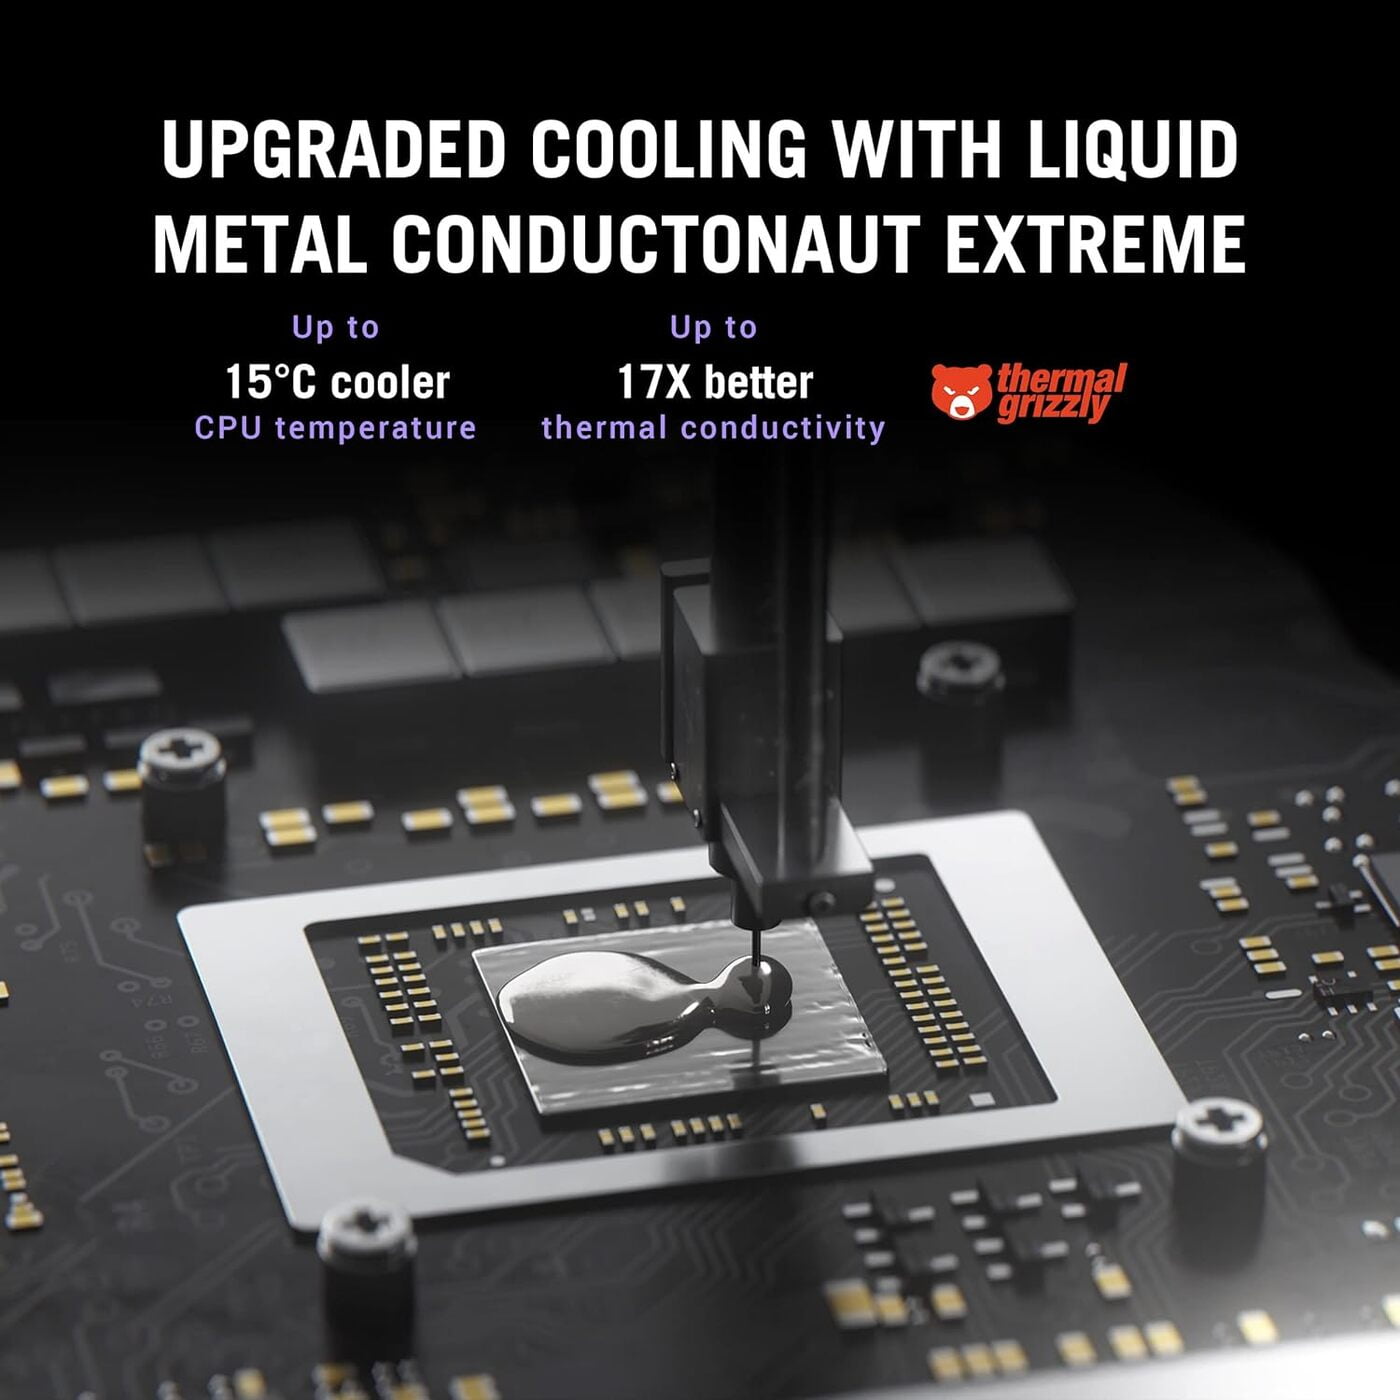 UPGRADED COOLING WITH LIQUID
METAL CONDUCTONAUT EXTREME
Up to
15°C cooler
CPU temperature
Up to
17X better
thermal conductivity
thermal
grizzly